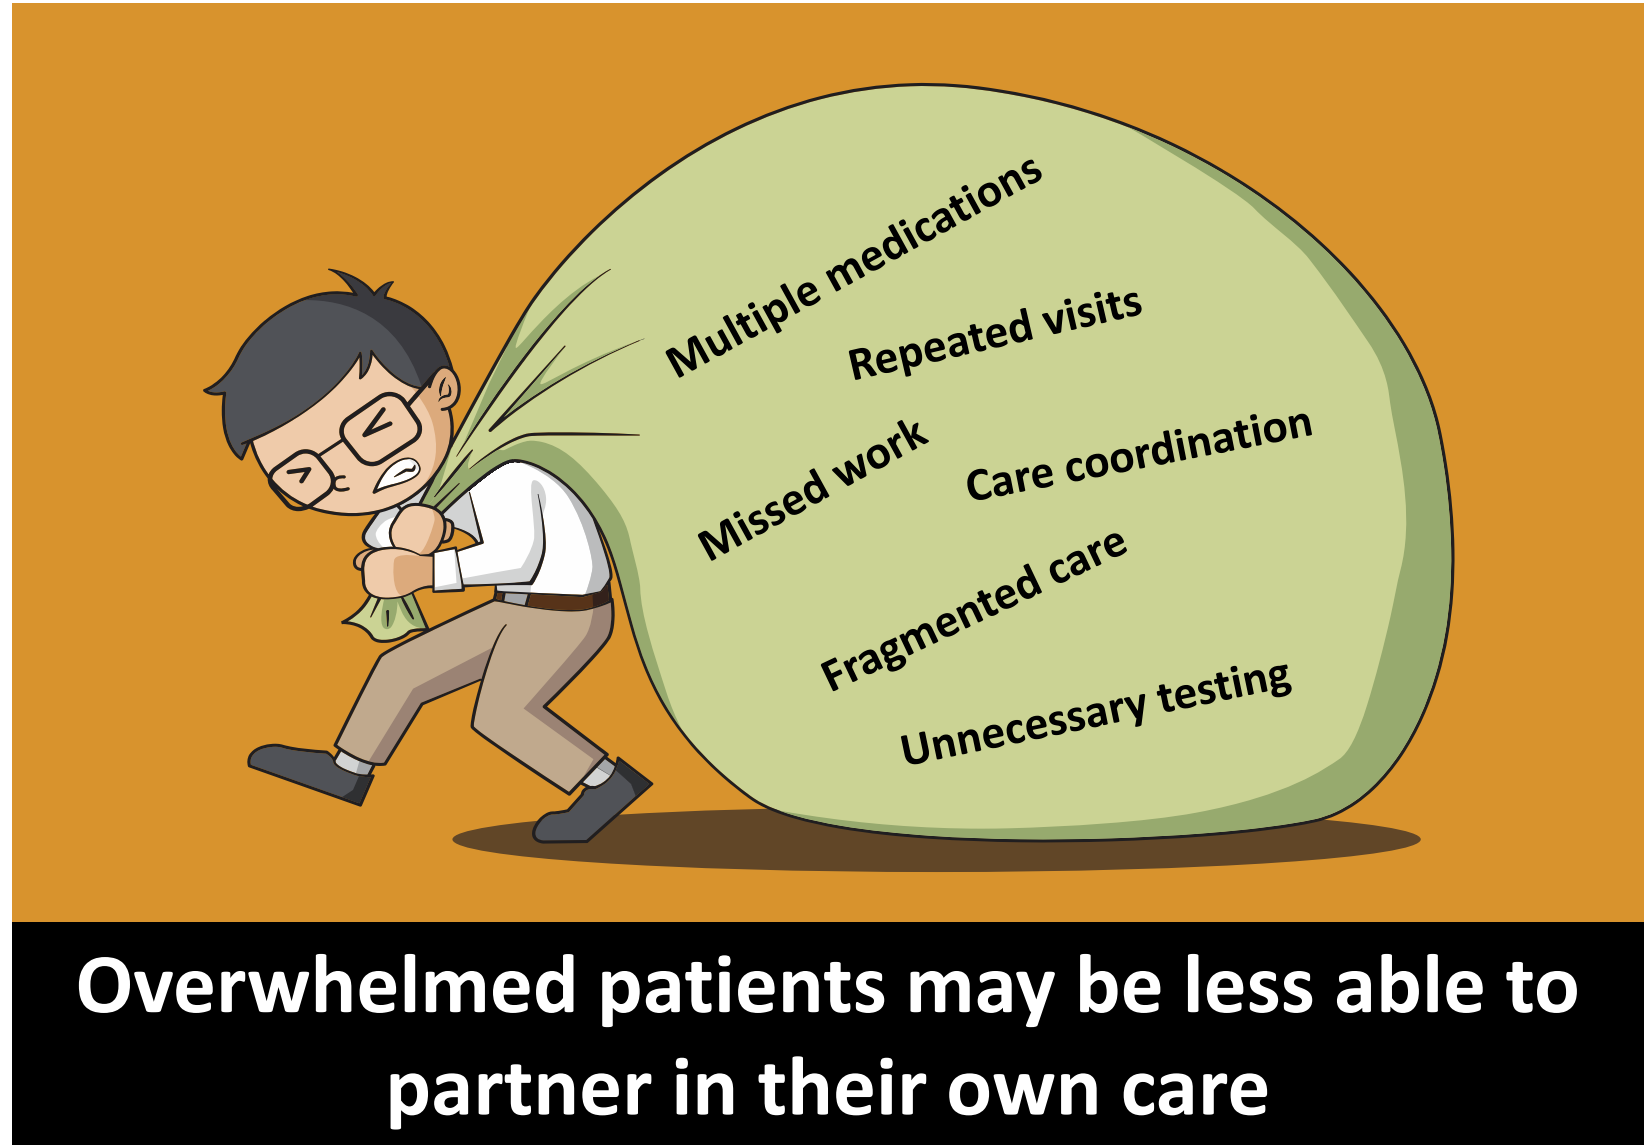 Multiple medications
Repeated visits
Missed work
Care coordination
Fragmented care
Unnecessary testing
Overwhelmed patients may be less able to
partner in their own care